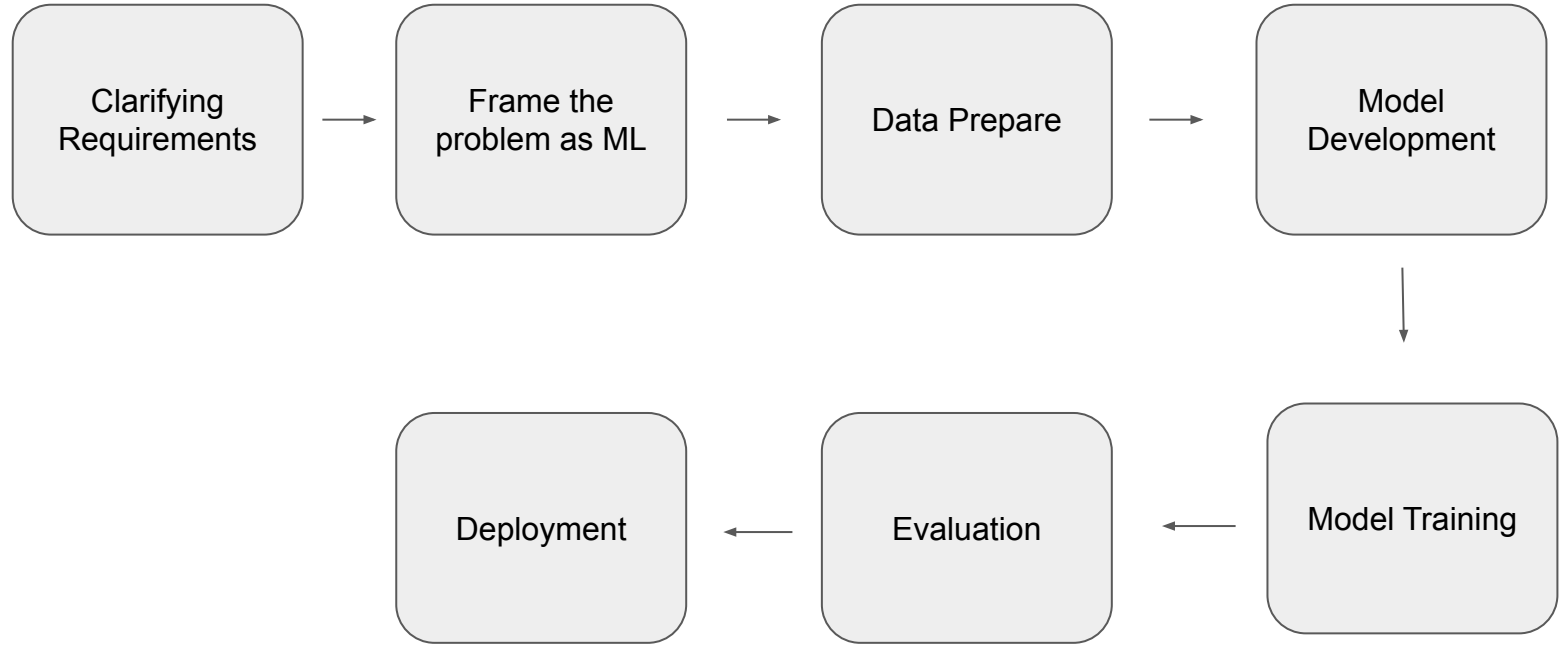 Clarifying
Requirements
Frame the
problem as ML
Data Prepare
Model
Development
Model Training
Evaluation
Deployment